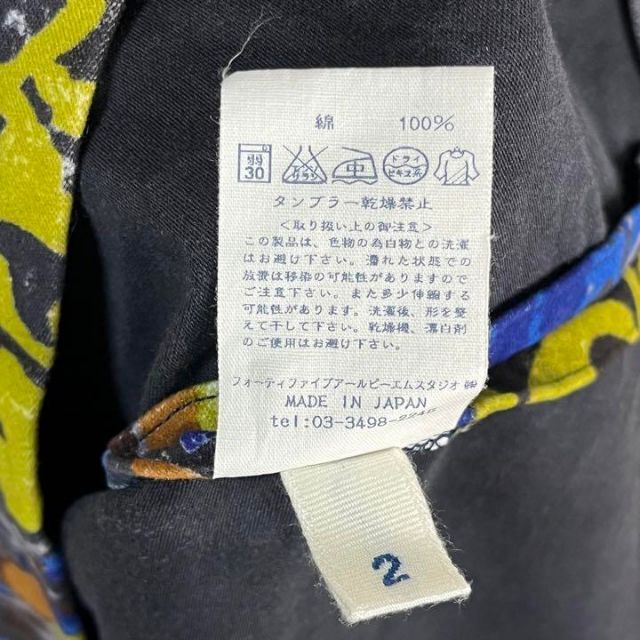 綿 100%
弱 30 エンソ サラシ 中 ドライ セキユ系
タンブラー乾燥禁止
<取り扱い上の御注意>
この製品は、色物の為白物との洗濯
はお避け下さい。濡れた状態での
放置は移染の可能性がありますので
ご注意下さい。また多少伸縮する
可能性があります。洗濯後、形を整
えて干して下さい。乾燥機、漂白剤
のご使用はお避け下さい。
フォーティファイブアールピーエムスタジオ㈱
MADE IN JAPAN
tel:03-3498-
2